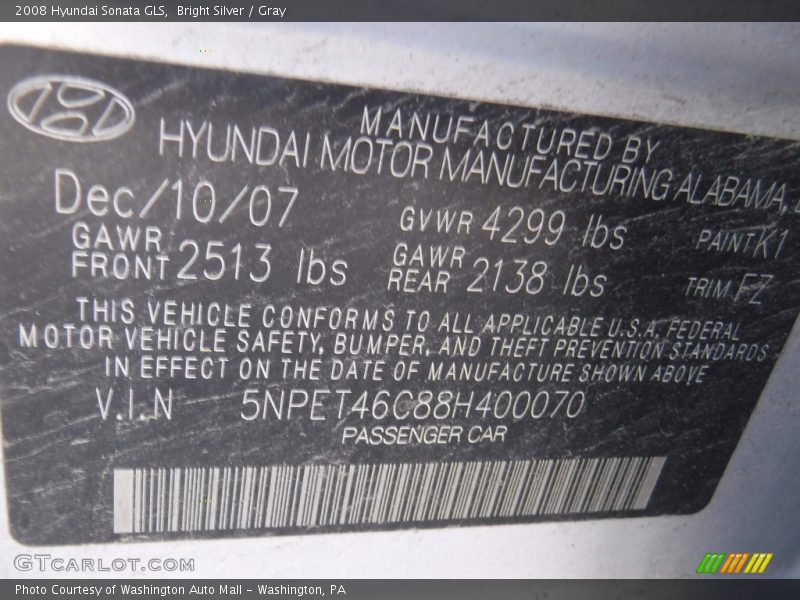 2008 Hyundai Sonata GLS, Bright Silver / Gray
MANUFACTURED BY
HYUNDAI MOTOR MANUFACTURING ALABAMA,
Dec/10/07
GVWR 4299 lbs
PAINT K1
GAWR FRONT 2513 lbs
GAWR REAR 2138 lbs
TRIM FZ
THIS VEHICLE CONFORMS TO ALL APPLICABLE U.S.A. FEDERAL
MOTOR VEHICLE SAFETY, BUMPER, AND THEFT PREVENTION STANDARDS
IN EFFECT ON THE DATE OF MANUFACTURE SHOWN ABOVE
V.I.N 5NPET46C88H400070
PASSENGER CAR
GTCARLOT.COM
Photo Courtesy of Washington Auto Mall - Washington, PA